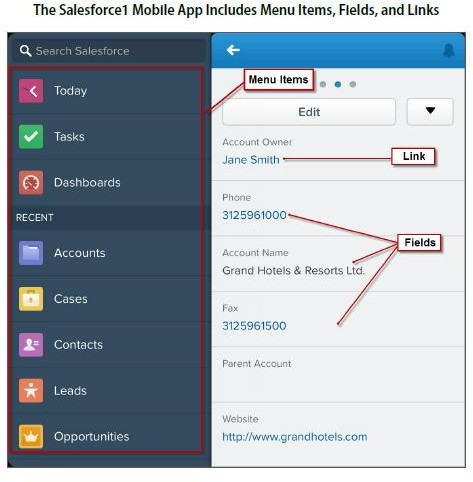 The Salesforce1 Mobile App Includes Menu Items, Fields, and Links
Search Salesforce
Today
Tasks
Dashboards
RECENT
Accounts
Cases
Contacts
Leads
Opportunities
Menu Items
Edit
Account Owner
Jane Smith
Link
Phone
3125961000
Fields
Account Name
Grand Hotels & Resorts Ltd.
Fax
3125961500
Parent Account
Website
http://www.grandhotels.com